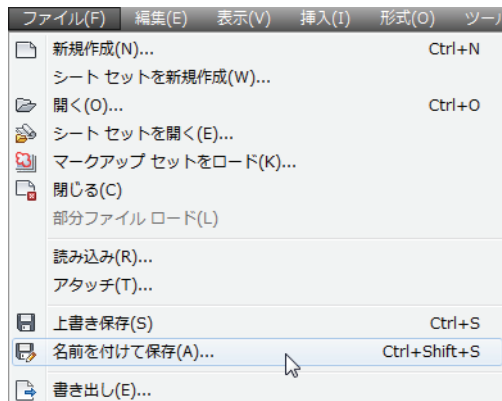 ファイル(F) 編集(E) 表示(V) 挿入(I) 形式(O) ツール
新規作成(N)... Ctrl+N
シート セットを新規作成(W)...
開く(O)... Ctrl+O
シート セットを開く(E)...
マークアップ セットをロード(K)...
閉じる(C)
部分ファイル ロード(L)
読み込み(R)...
アタッチ(T)...
上書き保存(S) Ctrl+S
名前を付けて保存(A)... Ctrl+Shift+S
書き出し(E)...